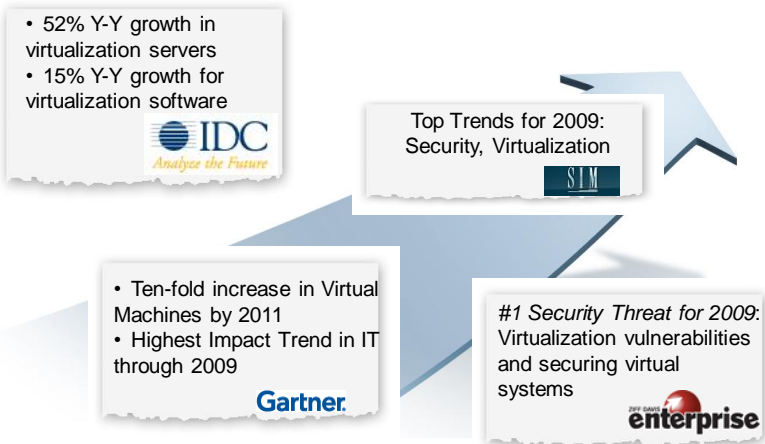 • 52% Y-Y growth in
virtualization servers
• 15% Y-Y growth for
virtualization software
IDC
Analyze the Future
Top Trends for 2009:
Security, Virtualization
SIM
• Ten-fold increase in Virtual
Machines by 2011
• Highest Impact Trend in IT
through 2009
Gartner.
#1 Security Threat for 2009:
Virtualization vulnerabilities
and securing virtual
systems
ZIFF DAVIS
enterprise